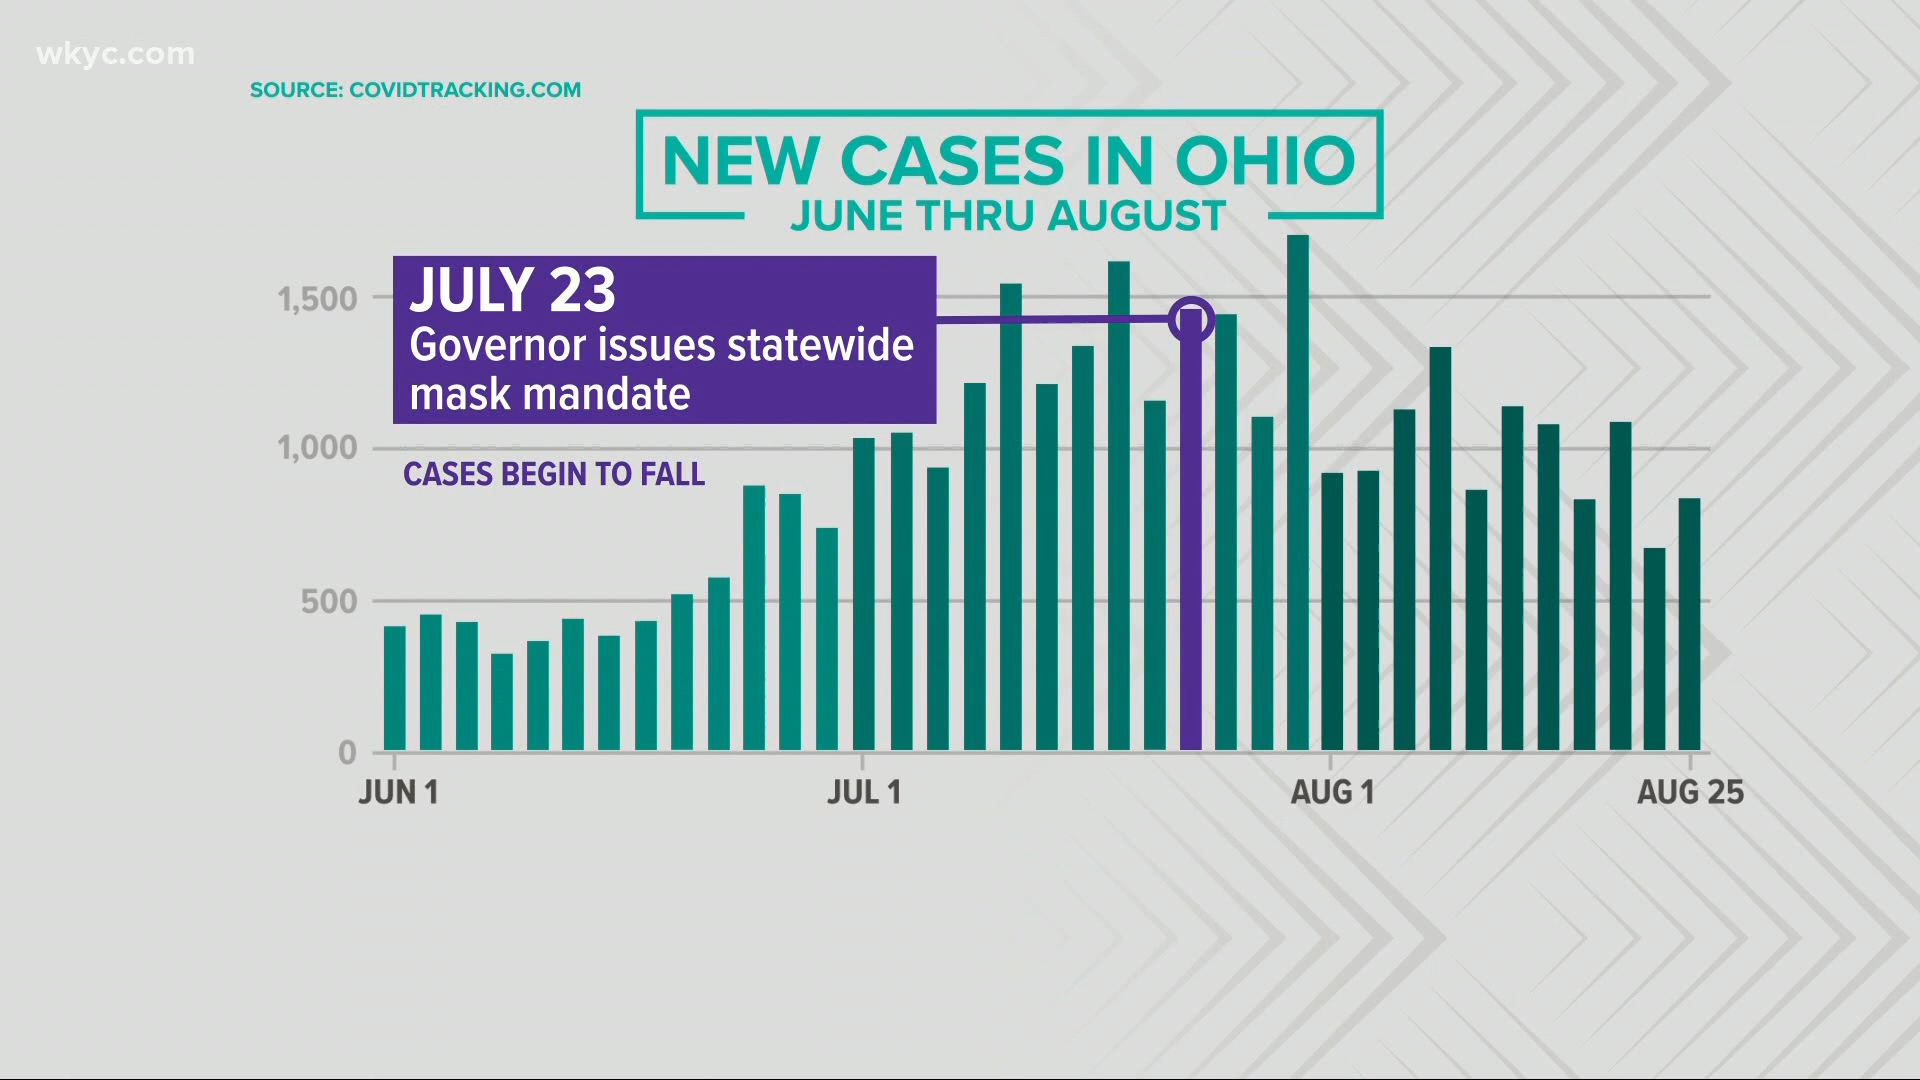 wkyc.com
SOURCE: COVIDTRACKING.COM
NEW CASES IN OHIO
JUNE THRU AUGUST
JULY 23
Governor issues statewide
mask mandate
CASES BEGIN TO FALL
1,500
1,000
500
0
JUN 1
JUL 1
AUG 1
AUG 25